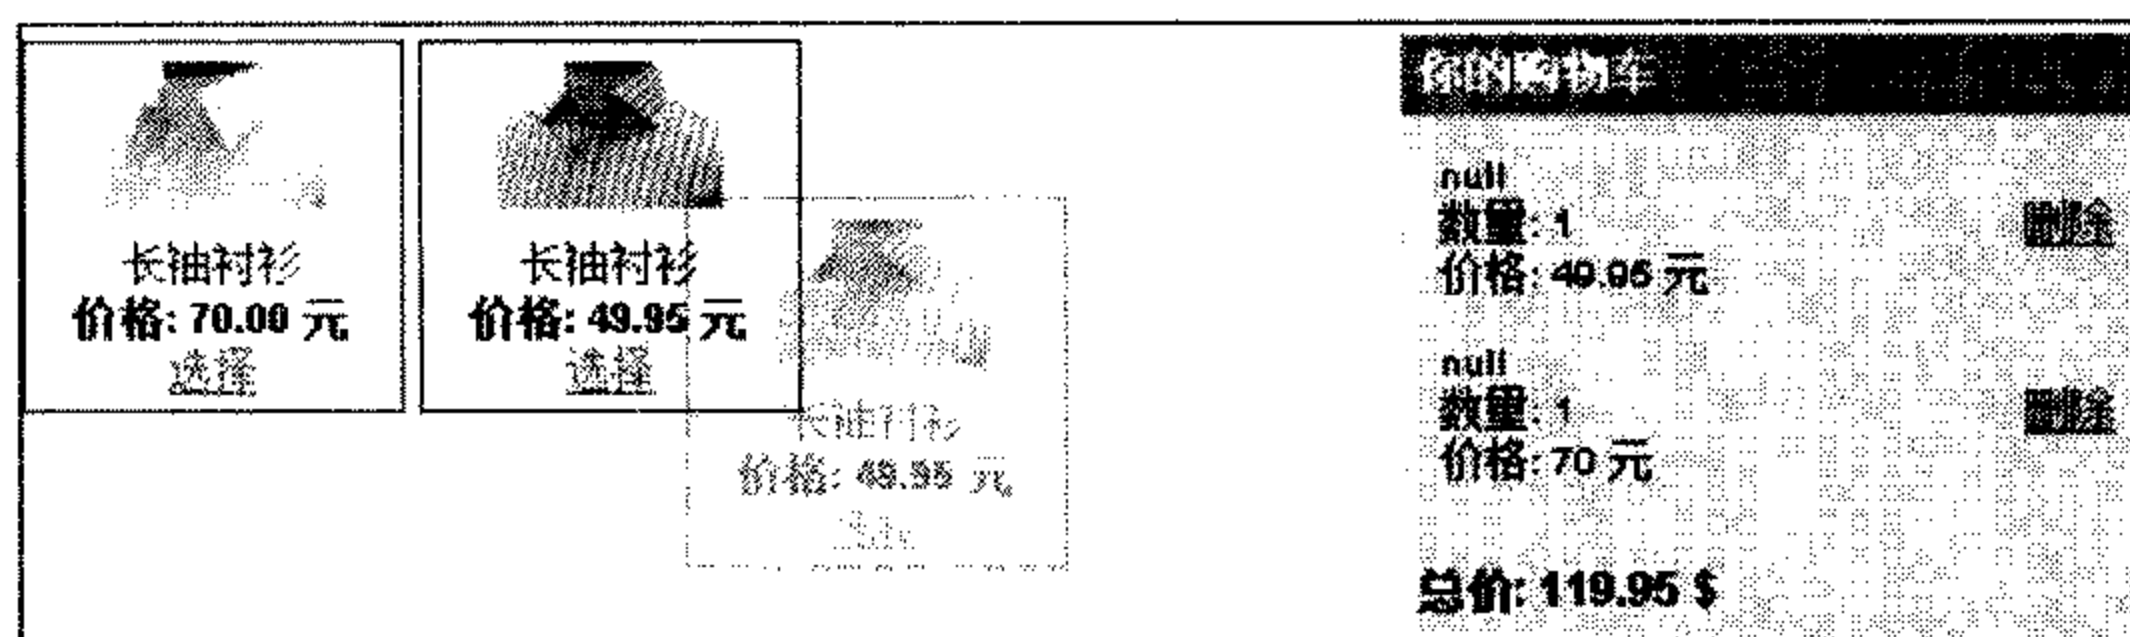 长袖衬衫
价格: 70.00 元
选择
长袖衬衫
价格: 49.95 元
选择
长袖衬衫
价格: 49.95 元
你的购物车
null
数量: 1
删除
价格: 49.95 元
null
数量: 1
删除
价格: 70 元
总价: 119.95 $